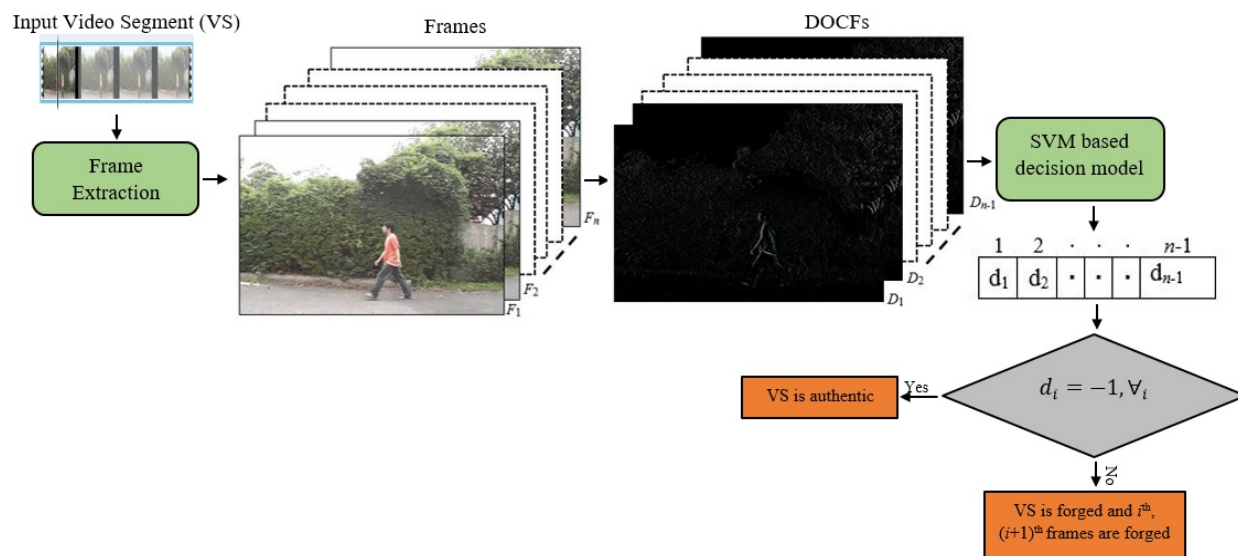 Input Video Segment (VS)
Frames
DOCFs
Frame
Extraction
F1
F2
Fn
D1
D2
Dn-1
SVM based
decision model
1 2 · · · n-1
d1 d2 · · · dn-1
di = −1, ∀i
Yes
VS is authentic
No
VS is forged and ith,
(i+1)th frames are forged